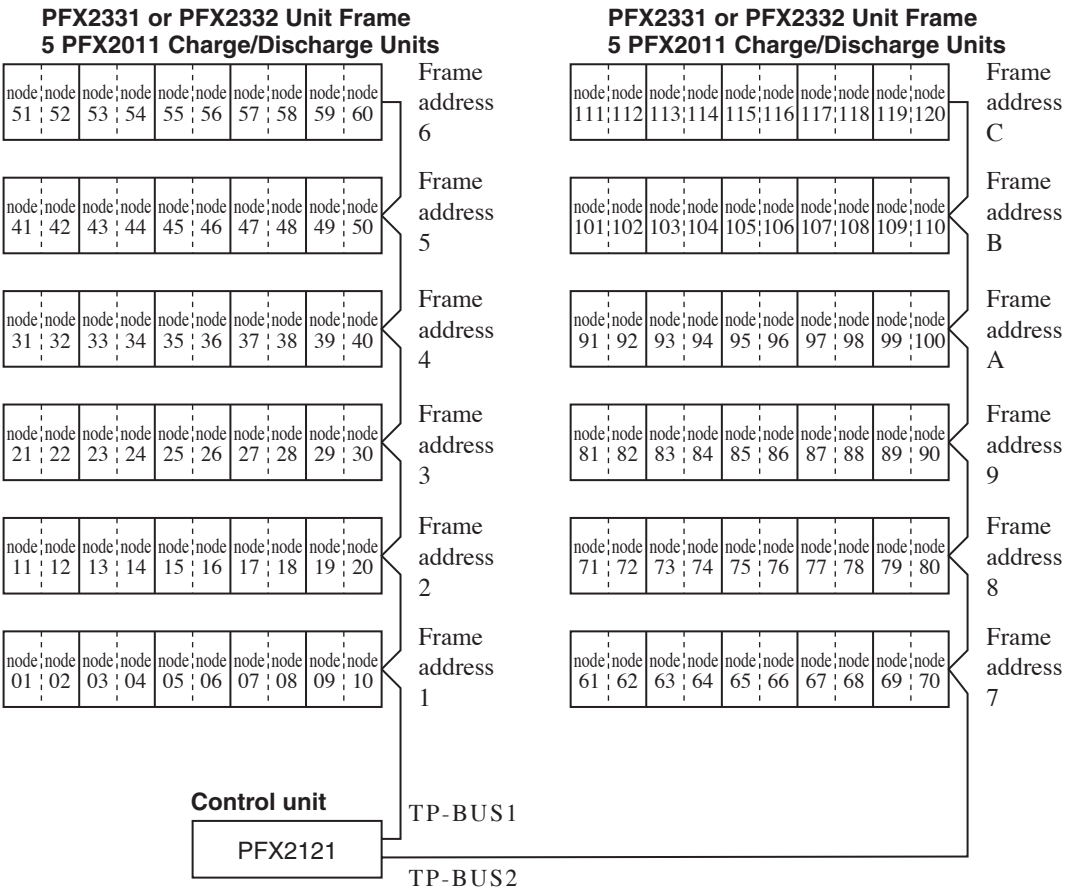 PFX2331 or PFX2332 Unit Frame
5 PFX2011 Charge/Discharge Units
node node node node node node node node node node
51 52 53 54 55 56 57 58 59 60
Frame
address
6
node node node node node node node node node node
41 42 43 44 45 46 47 48 49 50
Frame
address
5
node node node node node node node node node node
31 32 33 34 35 36 37 38 39 40
Frame
address
4
node node node node node node node node node node
21 22 23 24 25 26 27 28 29 30
Frame
address
3
node node node node node node node node node node
11 12 13 14 15 16 17 18 19 20
Frame
address
2
node node node node node node node node node node
01 02 03 04 05 06 07 08 09 10
Frame
address
1
PFX2331 or PFX2332 Unit Frame
5 PFX2011 Charge/Discharge Units
node node node node node node node node node node
111 112 113 114 115 116 117 118 119 120
Frame
address
C
node node node node node node node node node node
101 102 103 104 105 106 107 108 109 110
Frame
address
B
node node node node node node node node node node
91 92 93 94 95 96 97 98 99 100
Frame
address
A
node node node node node node node node node node
81 82 83 84 85 86 87 88 89 90
Frame
address
9
node node node node node node node node node node
71 72 73 74 75 76 77 78 79 80
Frame
address
8
node node node node node node node node node node
61 62 63 64 65 66 67 68 69 70
Frame
address
7
Control unit
PFX2121
TP-BUS1
TP-BUS2